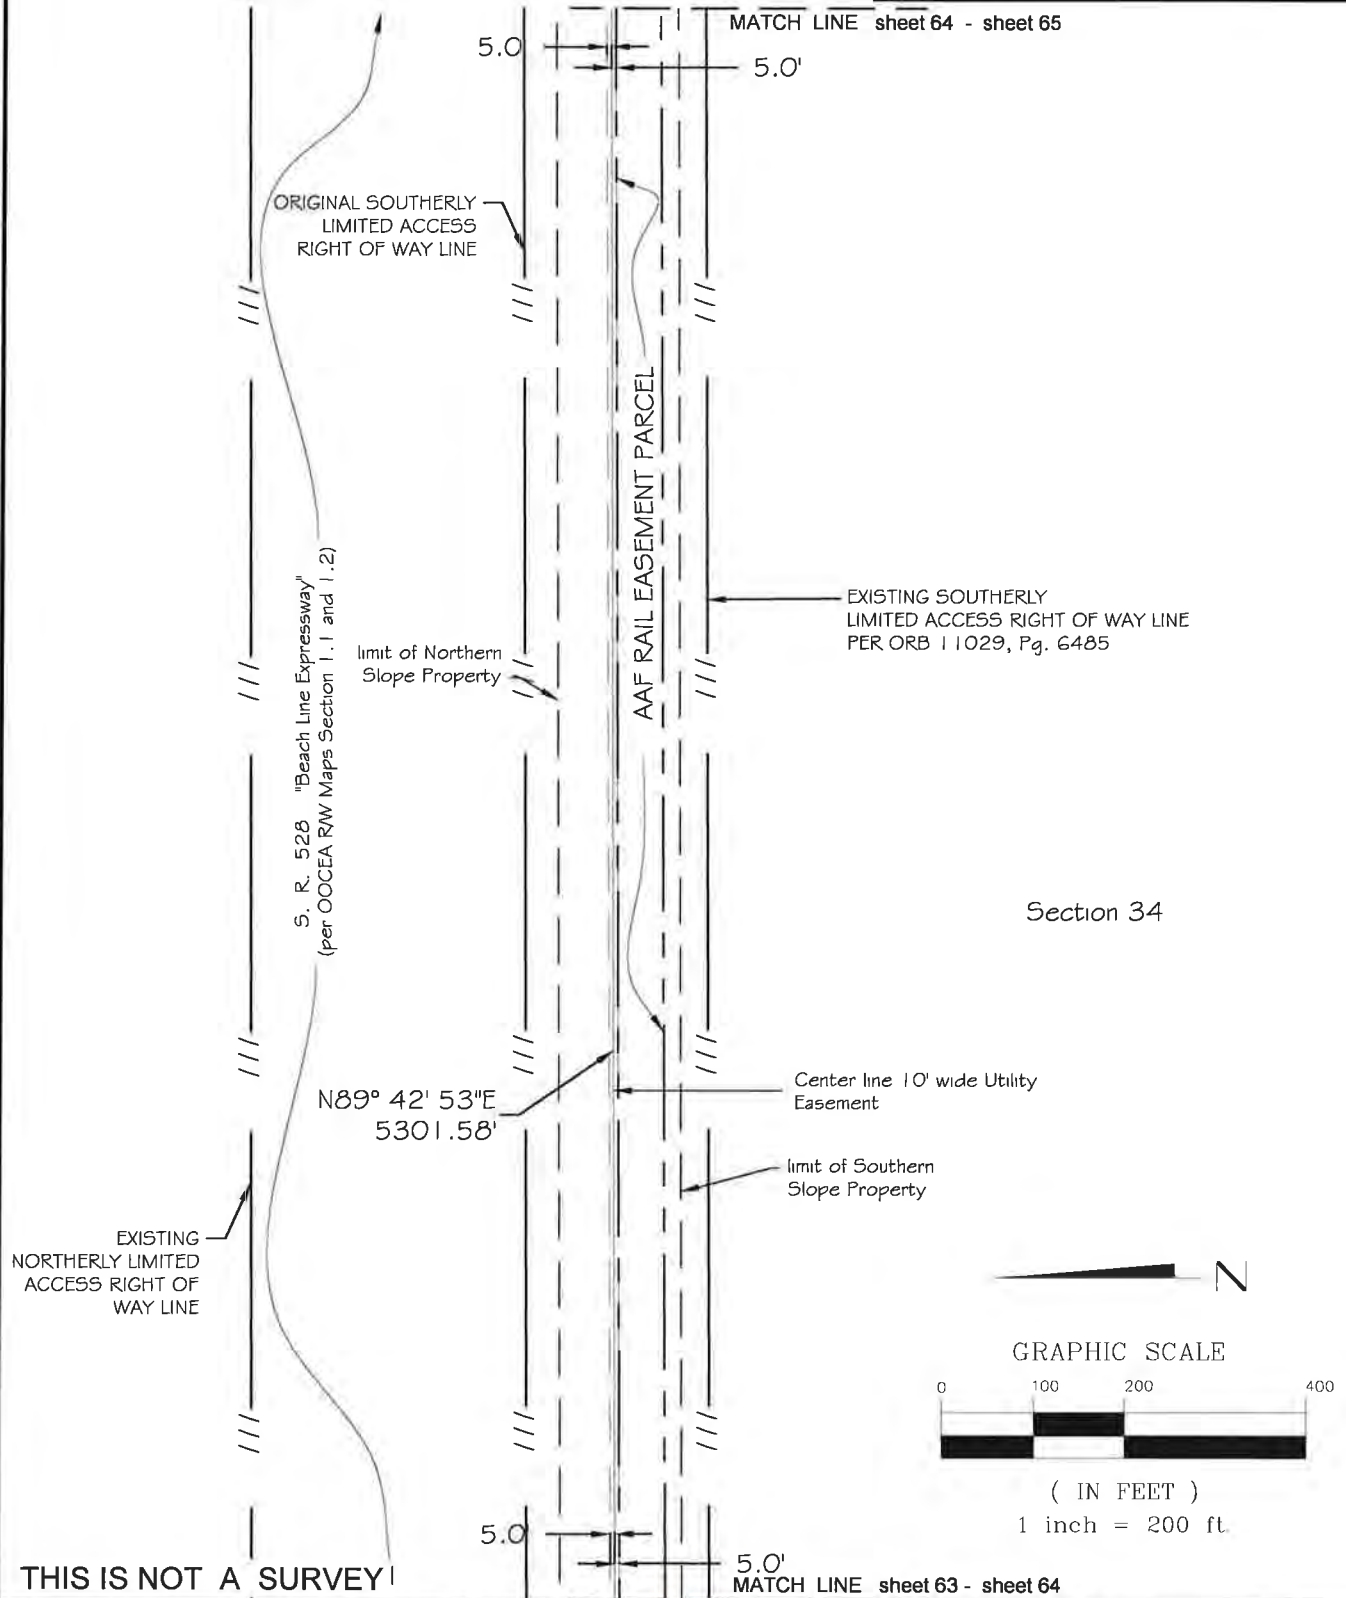 MATCH LINE sheet 64 - sheet 65
5.0
5.0'
ORIGINAL SOUTHERLY
LIMITED ACCESS
RIGHT OF WAY LINE
AAF RAIL EASEMENT PARCEL
S. R. 528 "Beach Line Expressway"
(per OOCEA R/W Maps Section 1.1 and 1.2)
EXISTING SOUTHERLY
LIMITED ACCESS RIGHT OF WAY LINE
PER ORB 11029, Pg. 6485
limit of Northern
Slope Property
Section 34
N89° 42' 53"E
5301.58'
Center line 10' wide Utility
Easement
limit of Southern
Slope Property
EXISTING
NORTHERLY LIMITED
ACCESS RIGHT OF
WAY LINE
N
GRAPHIC SCALE
0 100 200 400
( IN FEET )
1 inch = 200 ft.
5.0
5.0'
THIS IS NOT A SURVEY
MATCH LINE sheet 63 - sheet 64